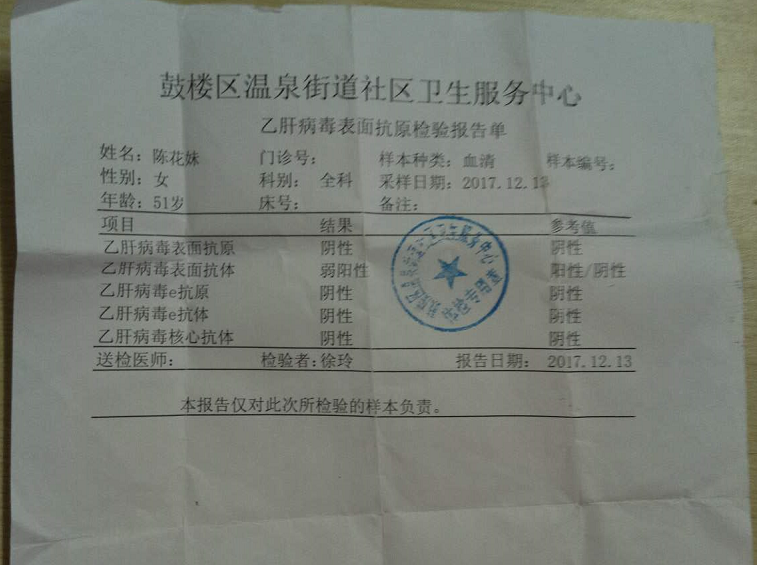 鼓楼区温泉街道社区卫生服务中心
乙肝病毒表面抗原检验报告单
姓名：陈花妹 门诊号： 样本种类：血清 样本编号：
性别：女 科别：全科 采样日期：2017.12.13
年龄：51岁 床号： 备注：
项目 结果 参考值
乙肝病毒表面抗原 阴性 阴性
乙肝病毒表面抗体 弱阳性 阳性/阴性
乙肝病毒e抗原 阴性 阴性
乙肝病毒e抗体 阴性 阴性
乙肝病毒核心抗体 阴性 阴性
送检医师： 检验者：徐玲 报告日期：2017.12.13
本报告仅对此次所检验的样本负责。